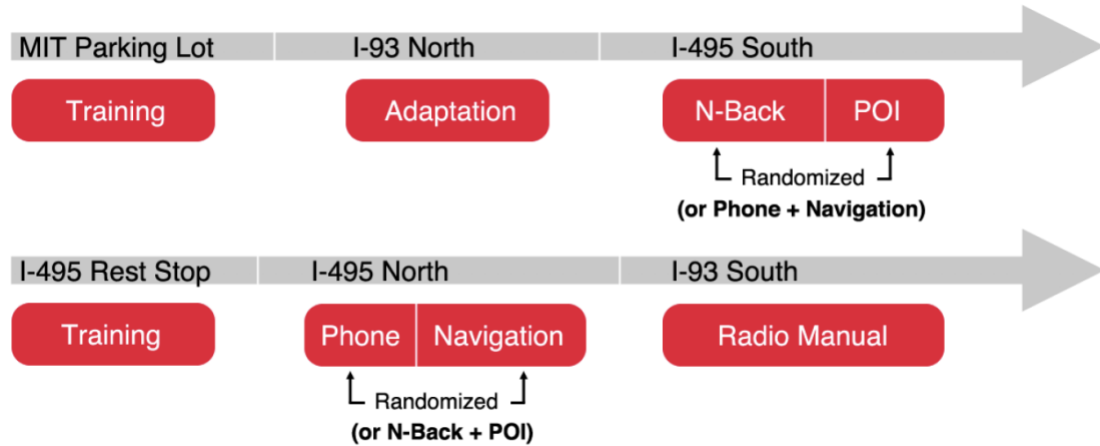 MIT Parking Lot I-93 North I-495 South
Training Adaptation N-Back POI
Randomized
(or Phone + Navigation)
I-495 Rest Stop I-495 North I-93 South
Training Phone Navigation Radio Manual
Randomized
(or N-Back + POI)